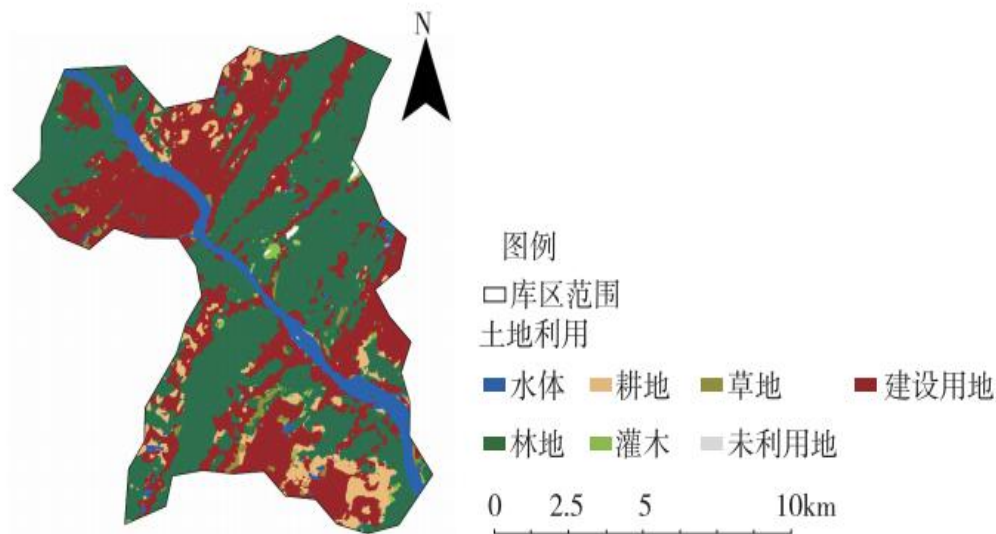 N
图例
库区范围
土地利用
水体 耕地 草地 建设用地
林地 灌木 未利用地
0 2.5 5 10km